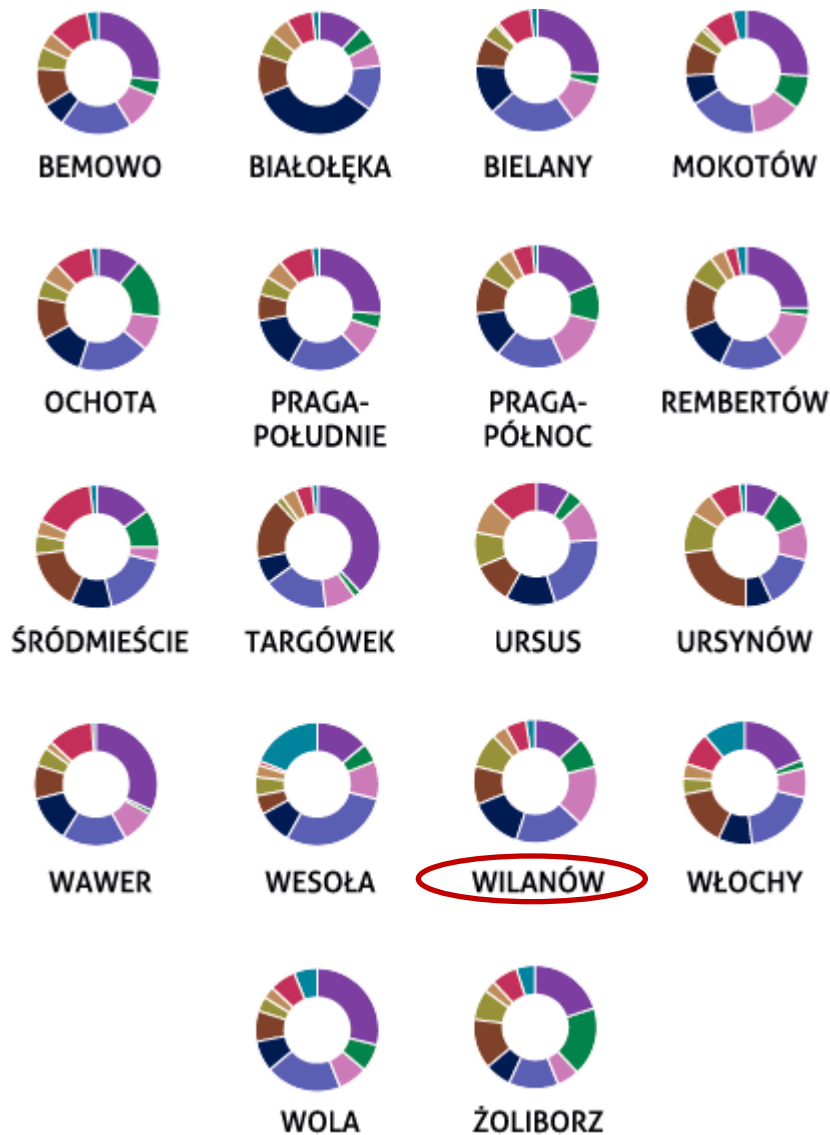 BEMOWO
BIAŁOŁĘKA
BIELANY
MOKOTÓW
OCHOTA
PRAGA-
POŁUDNIE
PRAGA-
PÓŁNOC
REMBERTÓW
ŚRÓDMIEŚCIE
TARGÓWEK
URSUS
URSYNÓW
WAWER
WESOŁA
WILANÓW
WŁOCHY
WOLA
ŻOLIBORZ